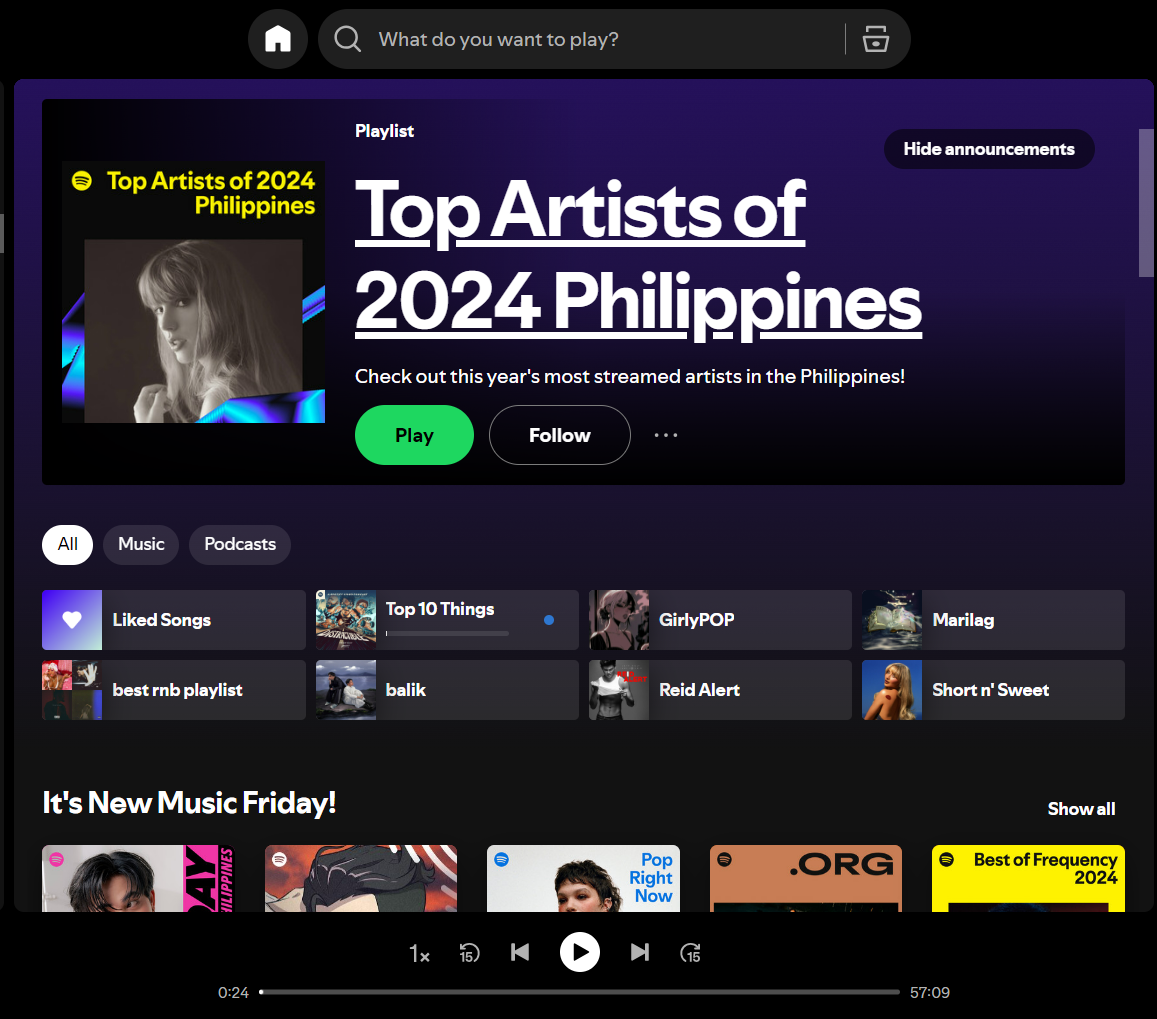 What do you want to play?
Playlist
Hide announcements
Top Artists of 2024
Philippines
Top Artists of
2024 Philippines
Check out this year's most streamed artists in the Philippines!
Play
Follow
All
Music
Podcasts
Liked Songs
Top 10 Things
GirlyPOP
Marilag
best rnb playlist
balik
Reid Alert
Short n' Sweet
It's New Music Friday!
Show all
Pop
Right
Now
.ORG
Best of Frequency
2024
1x
15
15
0:24
57:09